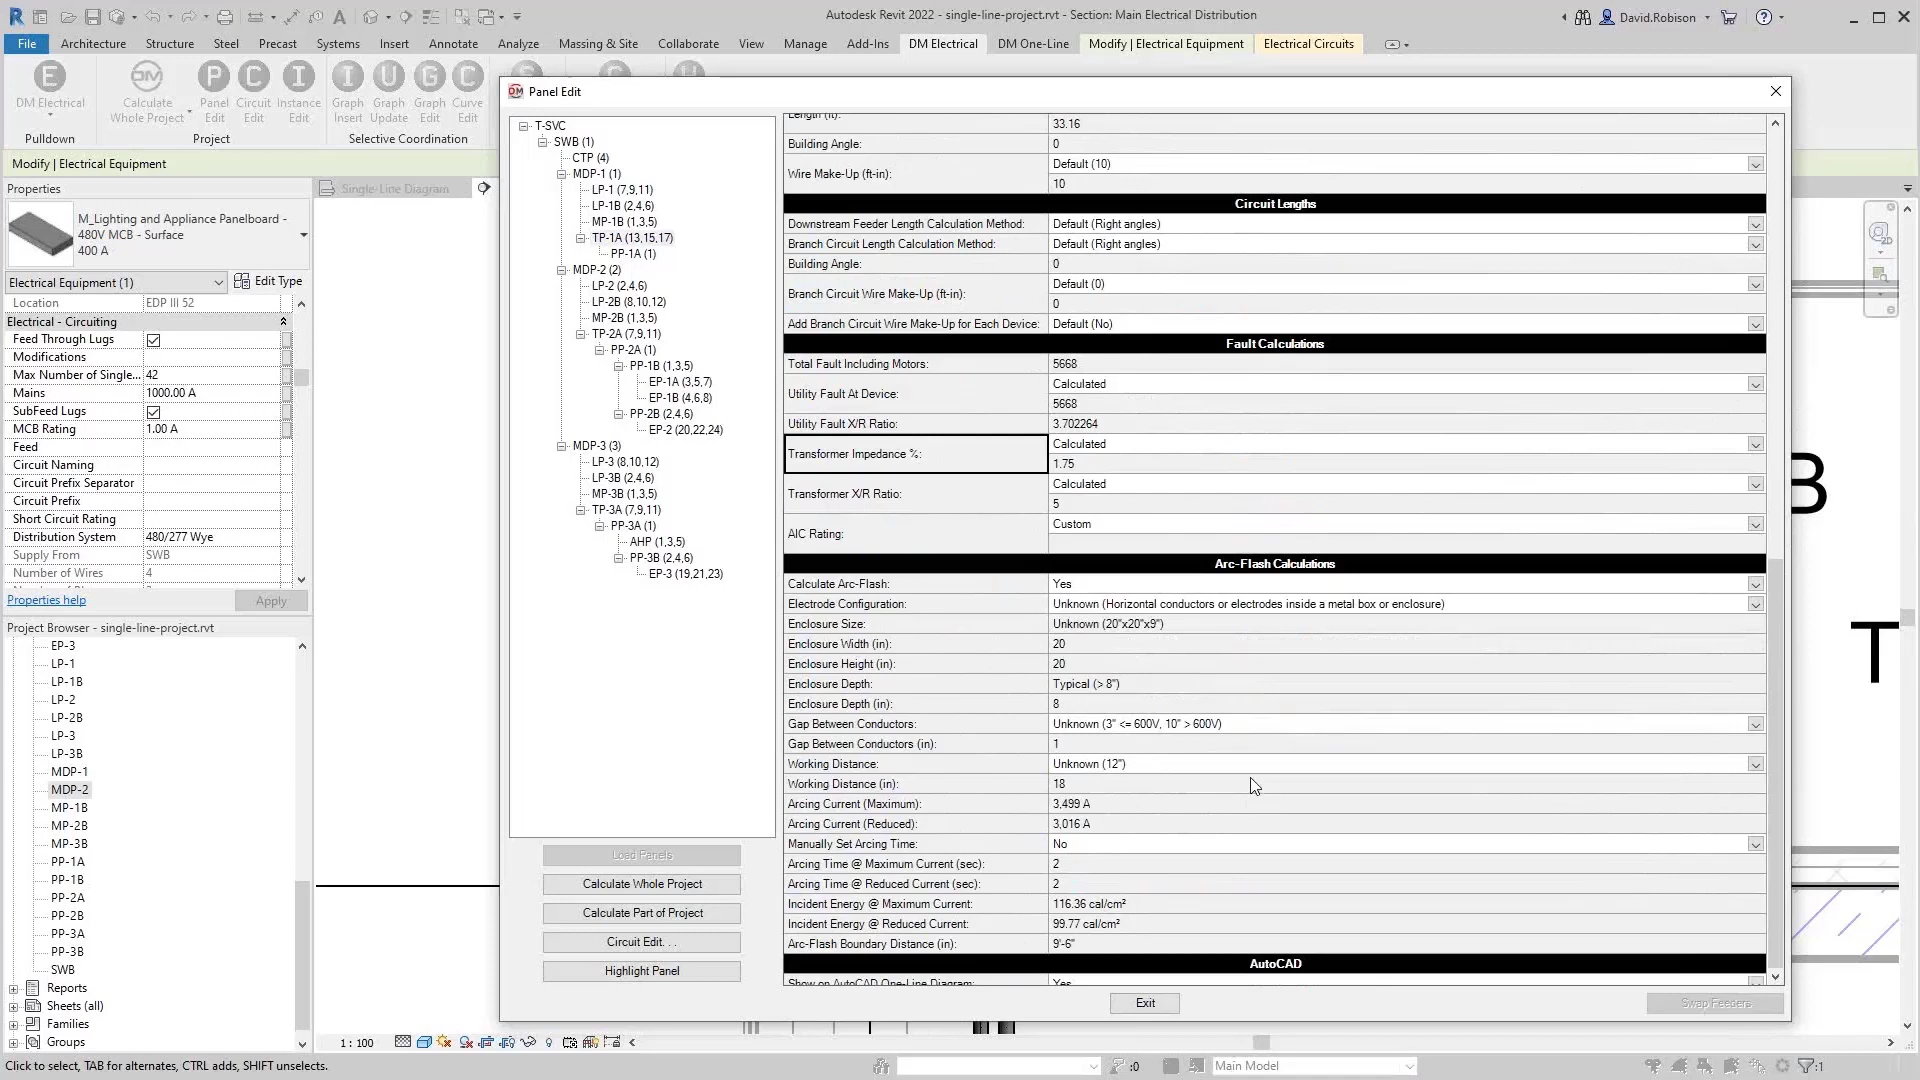 Autodesk Revit 2022 - single-line-project.rvt - Section: Main Electrical Distribution
David.Robison
File Architecture Structure Steel Precast Systems Insert Annotate Analyze Massing & Site Collaborate View Manage Add-Ins DM Electrical DM One-Line Modify | Electrical Equipment Electrical Circuits
DM Electrical
Pulldown
Calculate Whole Project
Panel Edit
Circuit Edit
Instance Edit
Project
Graph Insert
Graph Update
Graph Edit
Curve Edit
Selective Coordination
Modify | Electrical Equipment
Properties
M_Lighting and Appliance Panelboard -
480V MCB - Surface
400 A
Electrical Equipment (1)
Edit Type
Location EDP III 52
Electrical - Circuiting
Feed Through Lugs
Modifications
Max Number of Single... 42
Mains 1000.00 A
SubFeed Lugs
MCB Rating 1.00 A
Feed
Circuit Naming
Circuit Prefix Separator
Circuit Prefix
Short Circuit Rating
Distribution System 480/277 Wye
Supply From SWB
Number of Wires 4
Properties help
Apply
Project Browser - single-line-project.rvt
EP-3
LP-1
LP-1B
LP-2
LP-2B
LP-3
LP-3B
MDP-1
MDP-2
MP-1B
MP-2B
MP-3B
PP-1A
PP-1B
PP-2A
PP-2B
PP-3A
PP-3B
SWB
Reports
Sheets (all)
Families
Groups
Single-Line Diagram
Panel Edit
T-SVC
SWB (1)
CTP (4)
MDP-1 (1)
LP-1 (7,9,11)
LP-1B (2,4,6)
MP-1B (1,3,5)
TP-1A (13,15,17)
PP-1A (1)
MDP-2 (2)
LP-2 (2,4,6)
LP-2B (8,10,12)
MP-2B (1,3,5)
TP-2A (7,9,11)
PP-2A (1)
PP-1B (1,3,5)
EP-1A (3,5,7)
EP-1B (4,6,8)
PP-2B (2,4,6)
EP-2 (20,22,24)
MDP-3 (3)
LP-3 (8,10,12)
LP-3B (2,4,6)
MP-3B (1,3,5)
TP-3A (7,9,11)
PP-3A (1)
AHP (1,3,5)
PP-3B (2,4,6)
EP-3 (19,21,23)
Load Panels
Calculate Whole Project
Calculate Part of Project
Circuit Edit. . .
Highlight Panel
Length (ft): 33.16
Building Angle: 0
Wire Make-Up (ft-in): Default (10)
10
Circuit Lengths
Downstream Feeder Length Calculation Method: Default (Right angles)
Branch Circuit Length Calculation Method: Default (Right angles)
Building Angle: 0
Branch Circuit Wire Make-Up (ft-in): Default (0)
0
Add Branch Circuit Wire Make-Up for Each Device: Default (No)
Fault Calculations
Total Fault Including Motors: 5668
Utility Fault At Device: Calculated
5668
Utility Fault X/R Ratio: 3.702264
Transformer Impedance %: Calculated
1.75
Transformer X/R Ratio: Calculated
5
AIC Rating: Custom
Arc-Flash Calculations
Calculate Arc-Flash: Yes
Electrode Configuration: Unknown (Horizontal conductors or electrodes inside a metal box or enclosure)
Enclosure Size: Unknown (20"x20"x9")
Enclosure Width (in): 20
Enclosure Height (in): 20
Enclosure Depth: Typical (> 8")
Enclosure Depth (in): 8
Gap Between Conductors: Unknown (3" <= 600V, 10" > 600V)
Gap Between Conductors (in): 1
Working Distance: Unknown (12")
Working Distance (in): 18
Arcing Current (Maximum): 3,499 A
Arcing Current (Reduced): 3,016 A
Manually Set Arcing Time: No
Arcing Time @ Maximum Current (sec): 2
Arcing Time @ Reduced Current (sec): 2
Incident Energy @ Maximum Current: 116.36 cal/cm²
Incident Energy @ Reduced Current: 99.77 cal/cm²
Arc-Flash Boundary Distance (in): 9'-6"
AutoCAD
Show on AutoCAD One-Line Diagram: Yes
Exit
Swap Feeders
B
T
2D
1 : 100
Click to select, TAB for alternates, CTRL adds, SHIFT unselects.
:0
Main Model
:1